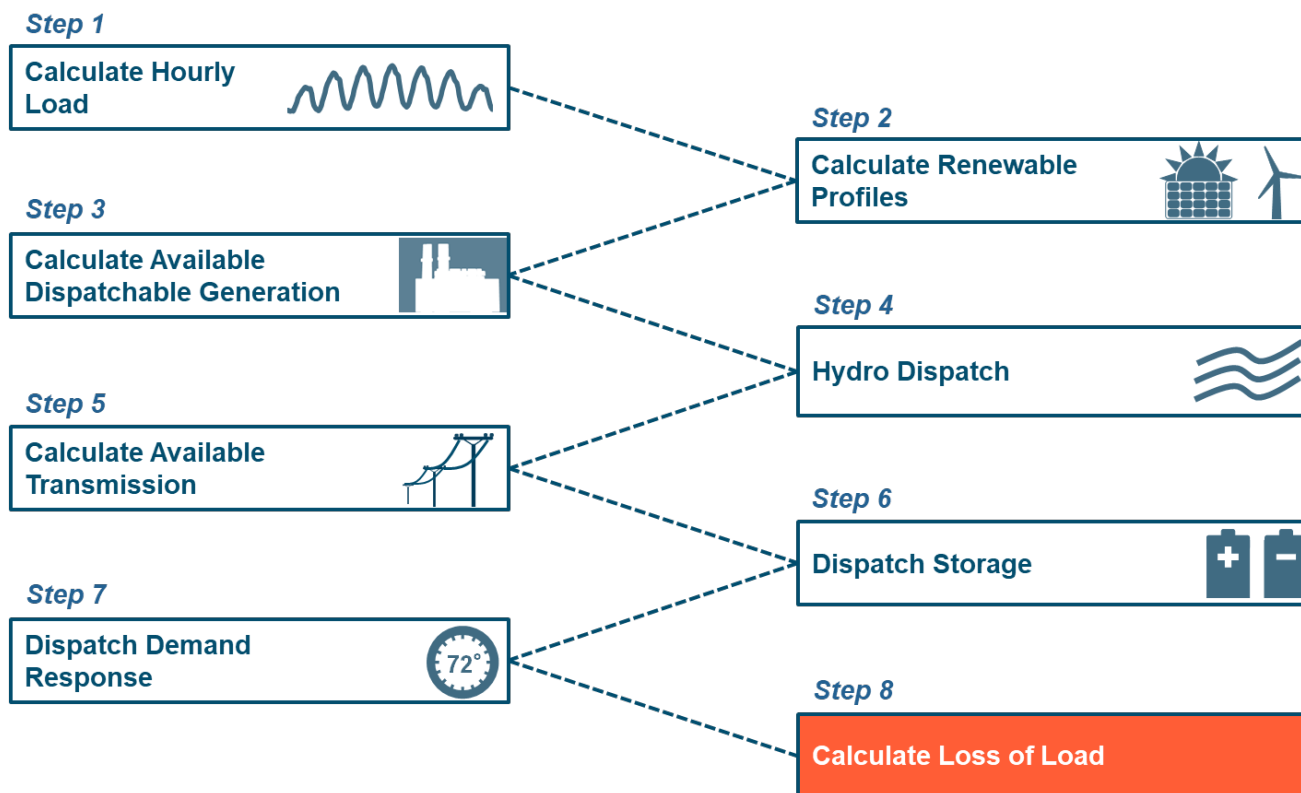 Step 1
Calculate Hourly
Load
Step 2
Calculate Renewable
Profiles
Step 3
Calculate Available
Dispatchable Generation
Step 4
Hydro Dispatch
Step 5
Calculate Available
Transmission
Step 6
Dispatch Storage
+ −
Step 7
Dispatch Demand
Response
72°
Step 8
Calculate Loss of Load